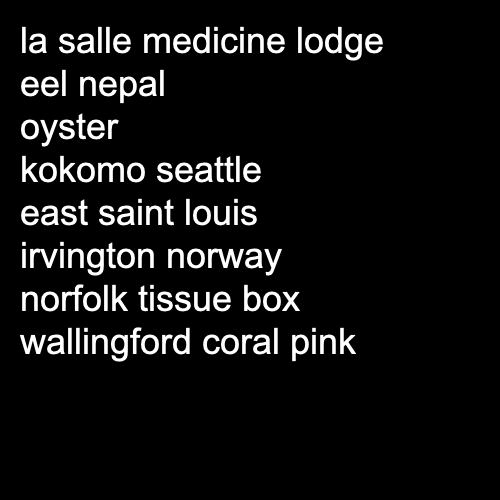 la salle medicine lodge
eel nepal
oyster
kokomo seattle
east saint louis
irvington norway
norfolk tissue box
wallingford coral pink